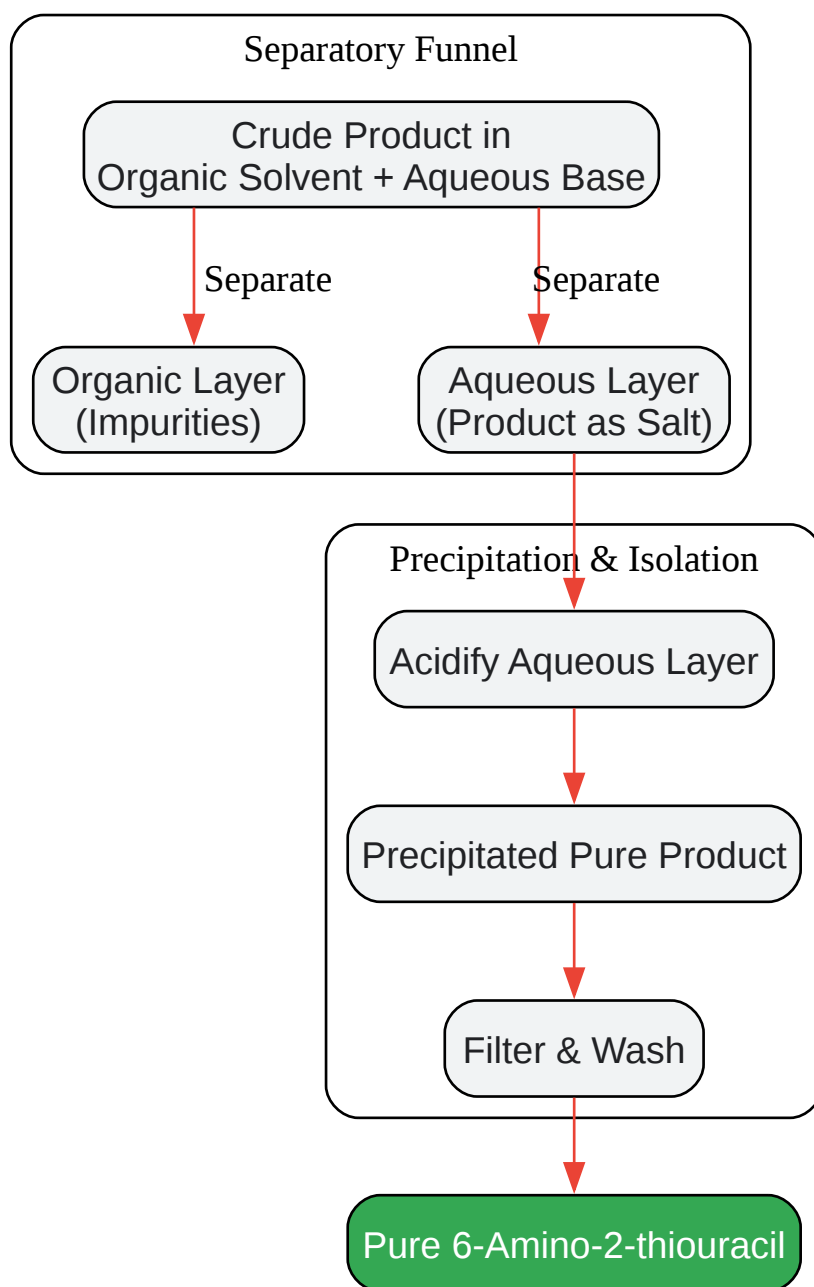 Separatory Funnel
Crude Product in
Organic Solvent + Aqueous Base
Separate
Separate
Organic Layer
(Impurities)
Aqueous Layer
(Product as Salt)
Precipitation & Isolation
Acidify Aqueous Layer
Precipitated Pure Product
Filter & Wash
Pure 6-Amino-2-thiouracil